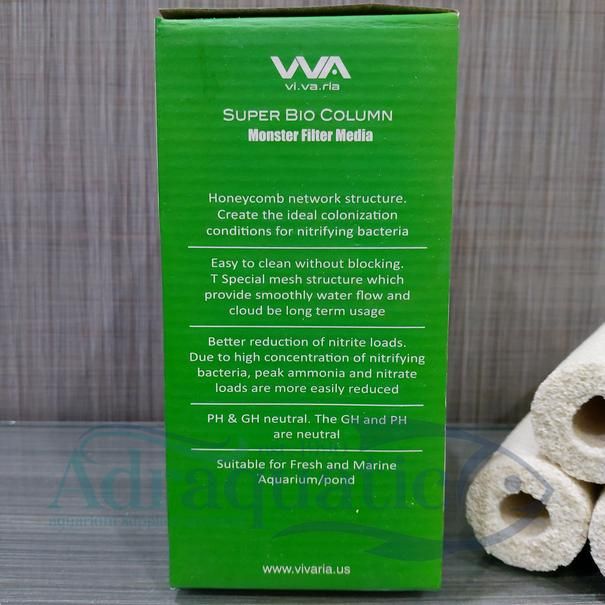 VVA
vi.va.ria
SUPER BIO COLUMN
Monster Filter Media
Honeycomb network structure.
Create the ideal colonization
conditions for nitrifying bacteria
Easy to clean without blocking.
T Special mesh structure which
provide smoothly water flow and
cloud be long term usage
Better reduction of nitrite loads.
Due to high concentration of nitrifying
bacteria, peak ammonia and nitrate
loads are more easily reduced
PH & GH neutral. The GH and PH
are neutral
Suitable for Fresh and Marine
Aquarium/pond
Adraquatic
aquarium supplier
www.vivaria.us